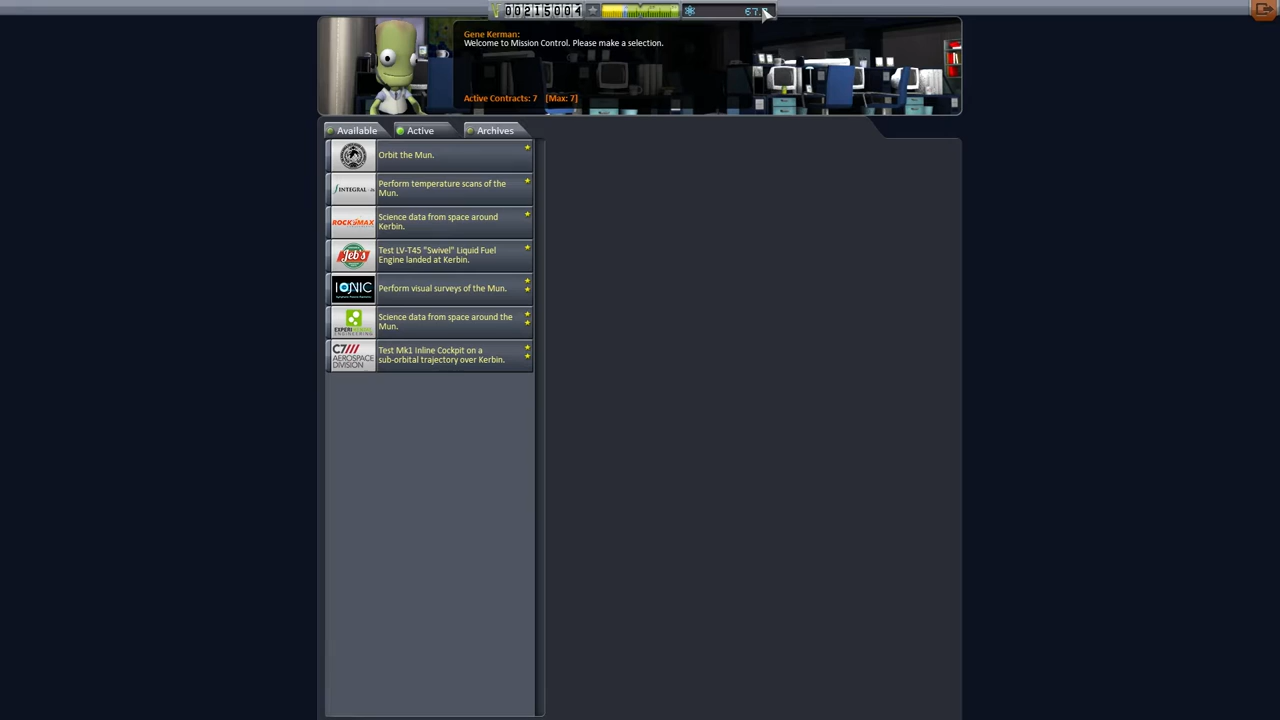 00215004
Gene Kerman:
Welcome to Mission Control. Please make a selection.
Active Contracts: 7 [Max: 7]
Available
Active
Archives
Orbit the Mun.
INTEGRAL
Perform temperature scans of the
Mun.
ROCKOMAX
Science data from space around
Kerbin.
Jeb's
Test LV-T45 "Swivel" Liquid Fuel
Engine landed at Kerbin.
IONIC
Perform visual surveys of the Mun.
EXPERIMENTAL
ENGINEERING
Science data from space around the
Mun.
C7
AEROSPACE
DIVISION
Test Mk1 Inline Cockpit on a
sub-orbital trajectory over Kerbin.